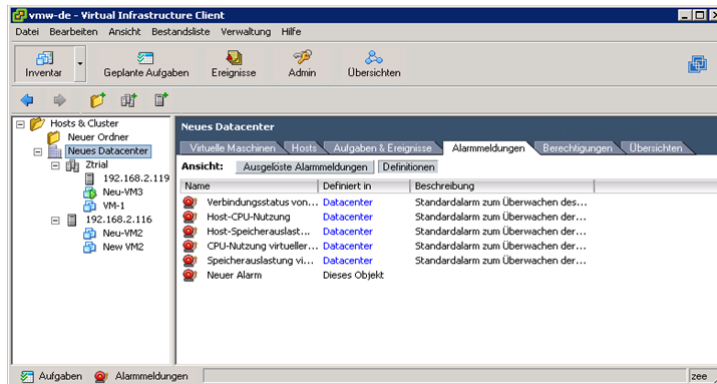 vmw-de - Virtual Infrastructure Client
Datei Bearbeiten Ansicht Bestandsliste Verwaltung Hilfe
Inventar Geplante Aufgaben Ereignisse Admin Übersichten
Hosts & Cluster
Neuer Ordner
Neues Datacenter
Ztrial
192.168.2.119
Neu-VM3
VM-1
192.168.2.116
Neu-VM2
New VM2
Neues Datacenter
Virtuelle Maschinen Hosts Aufgaben & Ereignisse Alarmmeldungen Berechtigungen Übersichten
Ansicht: Ausgelöste Alarmmeldungen Definitionen
Name Definiert in Beschreibung
Verbindungsstatus von... Datacenter Standardalarm zum Überwachen des...
Host-CPU-Nutzung Datacenter Standardalarm zum Überwachen der...
Host-Speicherauslast... Datacenter Standardalarm zum Überwachen der...
CPU-Nutzung virtueller... Datacenter Standardalarm zum Überwachen der...
Speicherauslastung vi... Datacenter Standardalarm zum Überwachen der...
Neuer Alarm Dieses Objekt
Aufgaben Alarmmeldungen zee